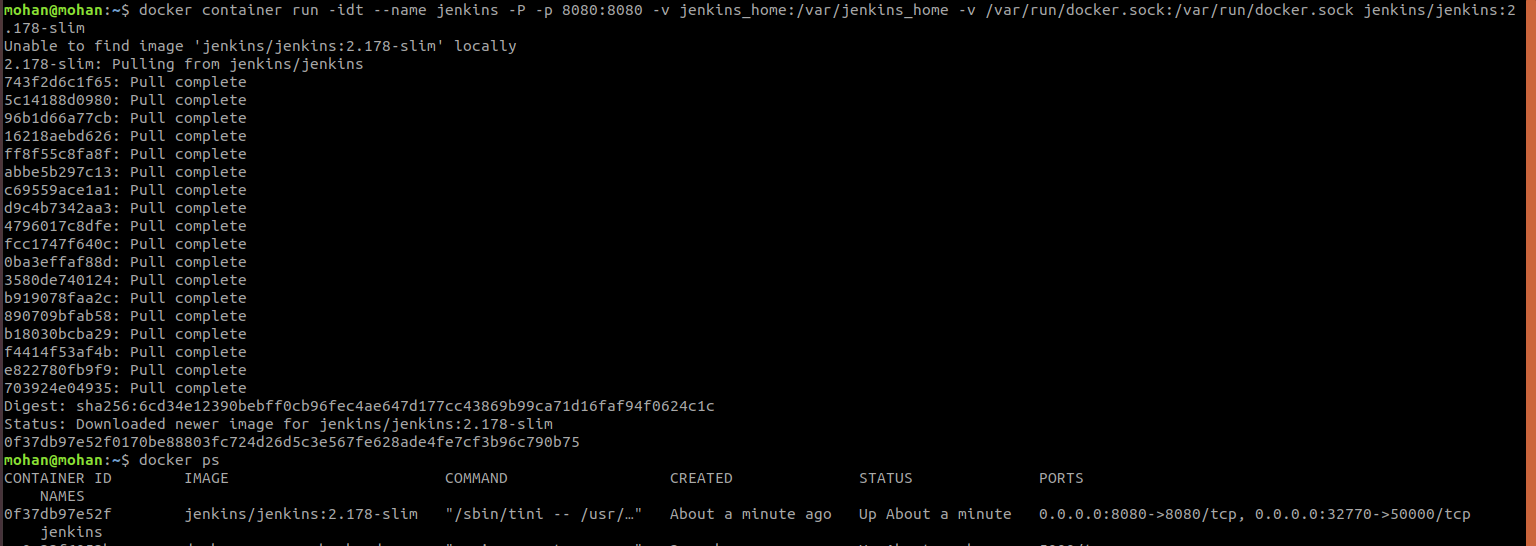 mohan@mohan:~$ docker container run -idt --name jenkins -P -p 8080:8080 -v jenkins_home:/var/jenkins_home -v /var/run/docker.sock:/var/run/docker.sock jenkins/jenkins:2
.178-slim
Unable to find image 'jenkins/jenkins:2.178-slim' locally
2.178-slim: Pulling from jenkins/jenkins
743f2d6c1f65: Pull complete
5c14188d0980: Pull complete
96b1d66a77cb: Pull complete
16218aebd626: Pull complete
ff8f55c8fa8f: Pull complete
abbe5b297c13: Pull complete
c69559ace1a1: Pull complete
d9c4b7342aa3: Pull complete
4796017c8dfe: Pull complete
fcc1747f640c: Pull complete
0ba3effaf88d: Pull complete
3580de740124: Pull complete
b919078faa2c: Pull complete
890709bfab58: Pull complete
b18030bcba29: Pull complete
f4414f53af4b: Pull complete
e822780fb9f9: Pull complete
703924e04935: Pull complete
Digest: sha256:6cd34e12390bebff0cb96fec4ae647d177cc43869b99ca71d16faf94f0624c1c
Status: Downloaded newer image for jenkins/jenkins:2.178-slim
0f37db97e52f0170be88803fc724d26d5c3e567fe628ade4fe7cf3b96c790b75
mohan@mohan:~$ docker ps
CONTAINER ID        IMAGE                        COMMAND                  CREATED              STATUS              PORTS
    NAMES
0f37db97e52f        jenkins/jenkins:2.178-slim   "/sbin/tini -- /usr/…"   About a minute ago   Up About a minute   0.0.0.0:8080->8080/tcp, 0.0.0.0:32770->50000/tcp
    jenkins